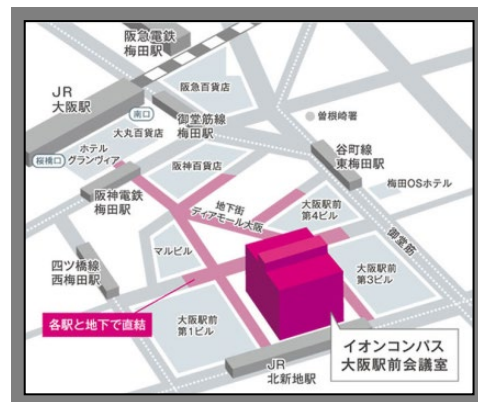 阪急電鉄
梅田駅
JR
大阪駅
阪急百貨店
南口
御堂筋線
梅田駅
大丸百貨店
曽根崎署
ホテル
グランヴィア
桜橋口
谷町線
東梅田駅
阪神百貨店
阪神電鉄
梅田駅
梅田OSホテル
地下街
ディアモール大阪
大阪駅前
第4ビル
御堂筋
マルビル
四ツ橋線
西梅田駅
大阪駅前
第3ビル
各駅と地下で直結
大阪駅前
第1ビル
イオンコンパス
大阪駅前会議室
JR
北新地駅